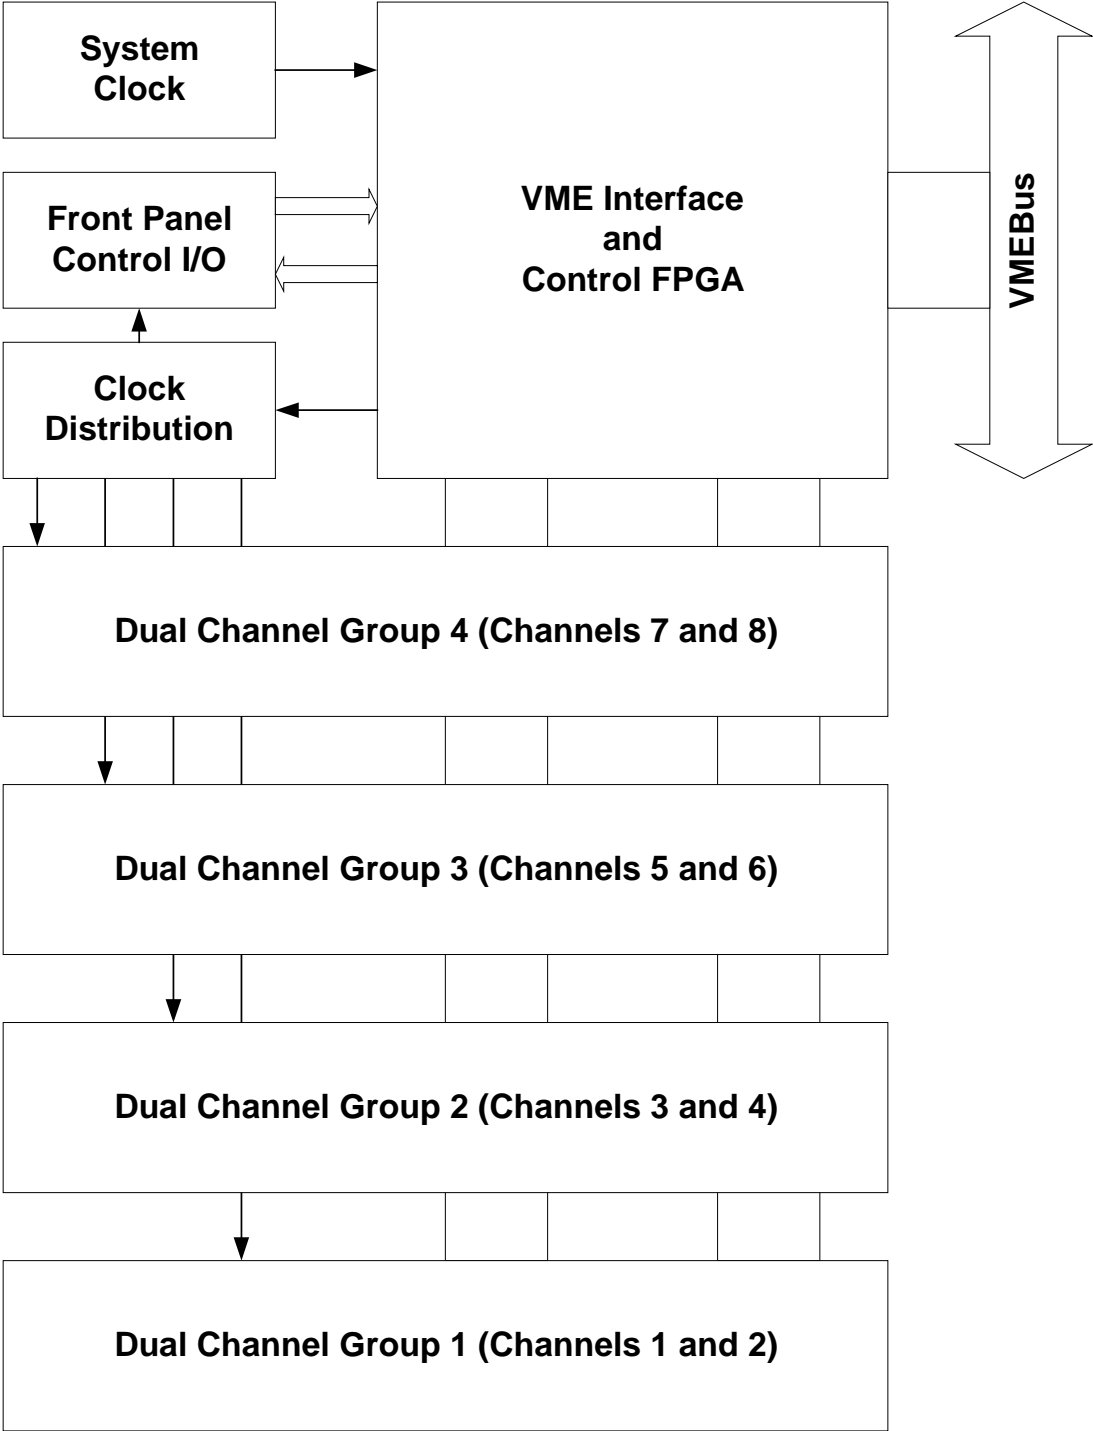 System
Clock
Front Panel
Control I/O
Clock
Distribution
VME Interface
and
Control FPGA
VMEBus
Dual Channel Group 4 (Channels 7 and 8)
Dual Channel Group 3 (Channels 5 and 6)
Dual Channel Group 2 (Channels 3 and 4)
Dual Channel Group 1 (Channels 1 and 2)